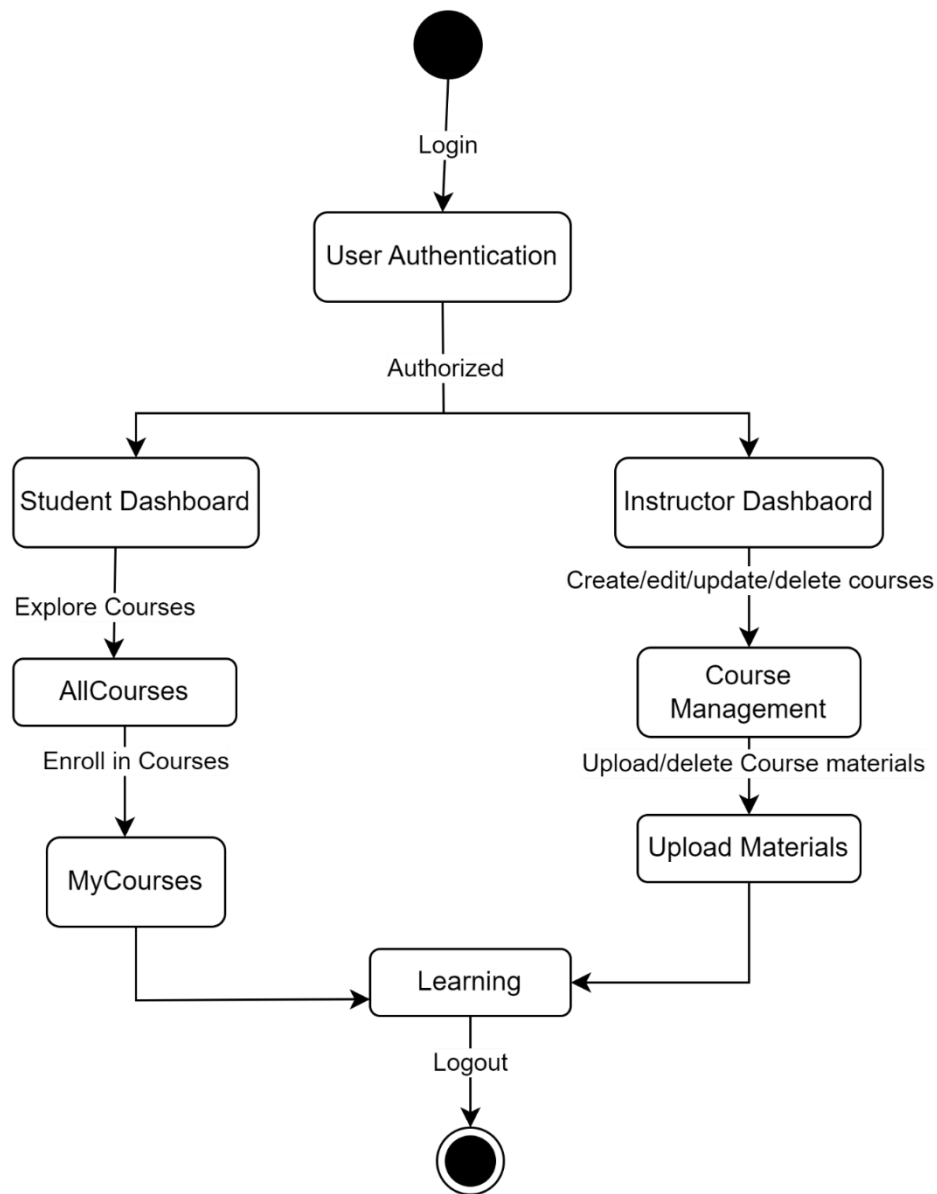 Login
User Authentication
Authorized
Student Dashboard
Instructor Dashbaord
Explore Courses
Create/edit/update/delete courses
AllCourses
Course
Management
Enroll in Courses
Upload/delete Course materials
MyCourses
Upload Materials
Learning
Logout